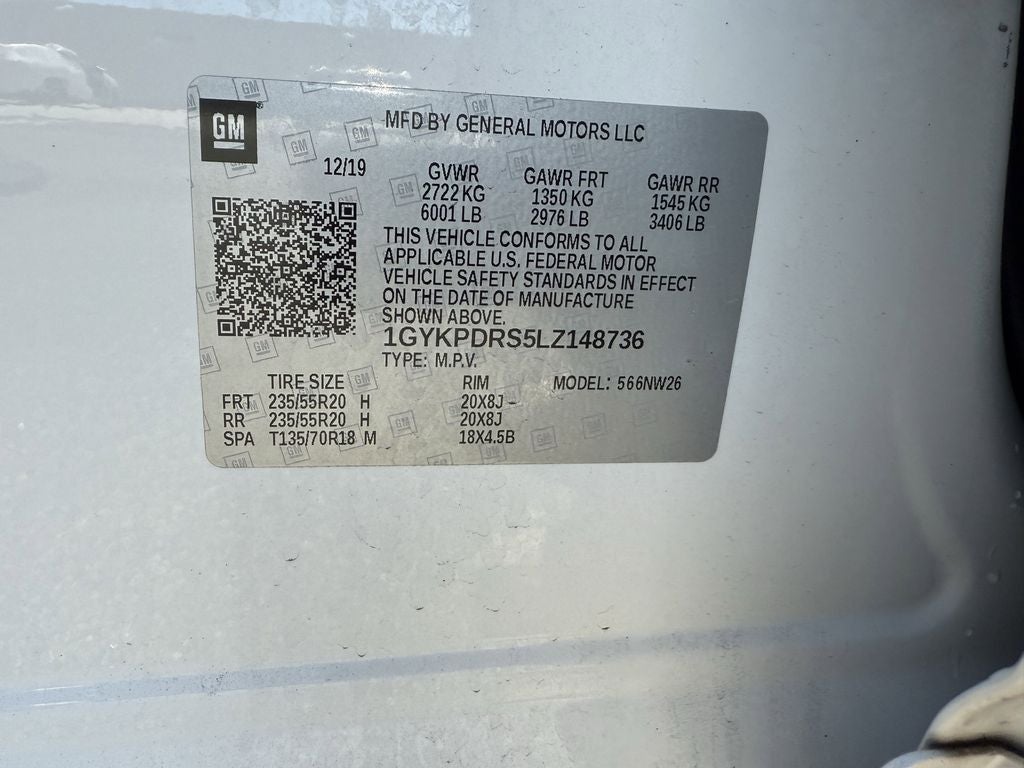 GM
MFD BY GENERAL MOTORS LLC
12/19
GVWR GAWR FRT GAWR RR
2722 KG 1350 KG 1545 KG
6001 LB 2976 LB 3406 LB
THIS VEHICLE CONFORMS TO ALL
APPLICABLE U.S. FEDERAL MOTOR
VEHICLE SAFETY STANDARDS IN EFFECT
ON THE DATE OF MANUFACTURE
SHOWN ABOVE.
1GYKPDRS5LZ148736
TYPE: M.P.V.
TIRE SIZE RIM MODEL: 566NW26
FRT 235/55R20 H 20X8J
RR 235/55R20 H 20X8J
SPA T135/70R18 M 18X4.5B